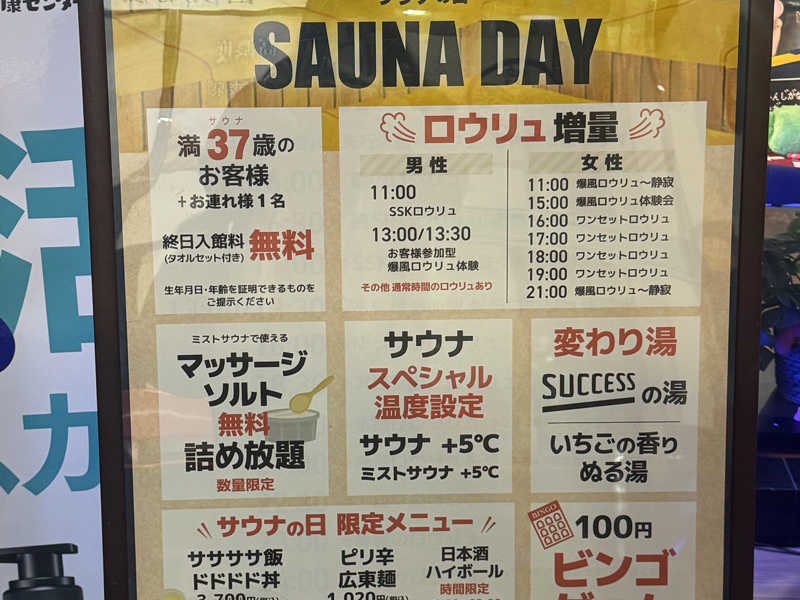 SAUNA DAY
サウナ
満37歳の
お客様
+お連れ様1名
終日入館料
(タオルセット付き)
無料
生年月日・年齢を証明できるものを
ご提示ください
ロウリュ 増量
男性
11:00
SSKロウリュ
13:00/13:30
お客様参加型
爆風ロウリュ体験
その他 通常時間のロウリュあり
女性
11:00 爆風ロウリュ～静寂
15:00 爆風ロウリュ体験会
16:00 ワンセットロウリュ
17:00 ワンセットロウリュ
18:00 ワンセットロウリュ
19:00 ワンセットロウリュ
21:00 爆風ロウリュ～静寂
ミストサウナで使える
マッサージ
ソルト
無料
詰め放題
数量限定
サウナ
スペシャル
温度設定
サウナ +5℃
ミストサウナ +5℃
変わり湯
SUCCESS の湯
いちごの香り
ぬる湯
サウナの日 限定メニュー
ササササ飯
ドドドド丼
3,700円(税込)
ピリ辛
広東麺
1,020円(税込)
日本酒
ハイボール
時間限定
BINGO
100円
ビンゴ